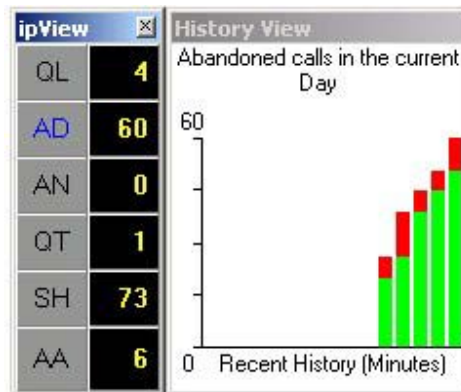 ipView
QL 4
AD 60
AN 0
QT 1
SH 73
AA 6
History View
Abandoned calls in the current
Day
60
0 Recent History (Minutes)